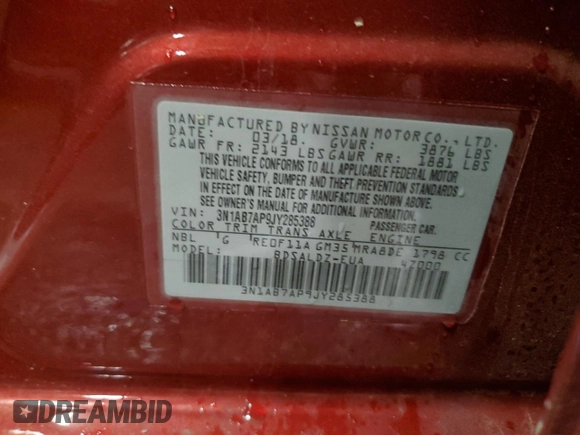 MANUFACTURED BY NISSAN MOTOR CO., LTD.
DATE: 03/18. GVWR: 3876 LBS
GAWR FR: 2143 LBS GAWR RR: 1881 LBS
THIS VEHICLE CONFORMS TO ALL APPLICABLE FEDERAL MOTOR
VEHICLE SAFETY, BUMPER AND THEFT PREVENTION STANDARDS
IN EFFECT ON THE DATE OF MANUFACTURE SHOWN ABOVE.
SEE OWNER'S MANUAL FOR ADDITIONAL INFORMATION.
VIN: 3N1AB7AP9JY285388 PASSENGER CAR.
COLOR TRIM TRANS AXLE ENGINE
NBL G RE0F11A GM35 MRA8DE 1798 CC
BDSALDZ-EUA 47000
3N1AB7AP9JY285388
DREAMBID